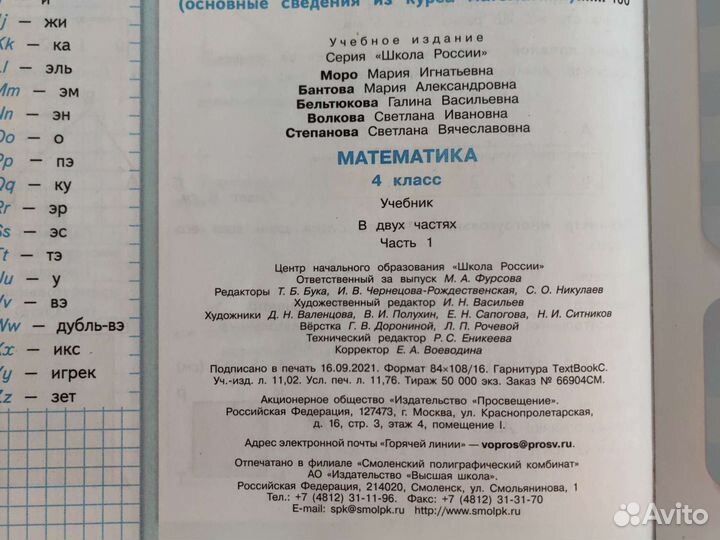 Jj — жи
Kk — ка
Ll — эль
Mm — эм
Nn — эн
Oo — о
Pp — пэ
Qq — ку
Rr — эр
Ss — эс
Tt — тэ
Uu — у
Vv — вэ
Ww — дубль-вэ
Xx — икс
Yy — игрек
Zz — зет
(основные сведения из курса
Учебное издание
Серия «Школа России»
Моро Мария Игнатьевна
Бантова Мария Александровна
Бельтюкова Галина Васильевна
Волкова Светлана Ивановна
Степанова Светлана Вячеславовна
МАТЕМАТИКА
4 класс
Учебник
В двух частях
Часть 1
Центр начального образования «Школа России»
Ответственный за выпуск М. А. Фурсова
Редакторы Т. Б. Бука, И. В. Чернецова-Рождественская, С. О. Никулаев
Художественный редактор И. Н. Васильев
Художники Д. Н. Валенцова, В. И. Полухин, Е. Н. Сапогова, Н. И. Ситников
Вёрстка Г. В. Дорониной, Л. П. Рочевой
Технический редактор Р. С. Еникеева
Корректор Е. А. Воеводина
Подписано в печать 16.09.2021. Формат 84×108/16. Гарнитура TextBookC.
Уч.-изд. л. 11,02. Усл. печ. л. 11,76. Тираж 50 000 экз. Заказ № 66904СМ.
Акционерное общество «Издательство «Просвещение».
Российская Федерация, 127473, г. Москва, ул. Краснопролетарская,
д. 16, стр. 3, этаж 4, помещение I.
Адрес электронной почты «Горячей линии» — vopros@prosv.ru.
Отпечатано в филиале «Смоленский полиграфический комбинат»
АО «Издательство «Высшая школа».
Российская Федерация, 214020, Смоленск, ул. Смольянинова, 1
Тел.: +7 (4812) 31-11-96. Факс: +7 (4812) 31-31-70
E-mail: spk@smolpk.ru http://www.smolpk.ru
Avito